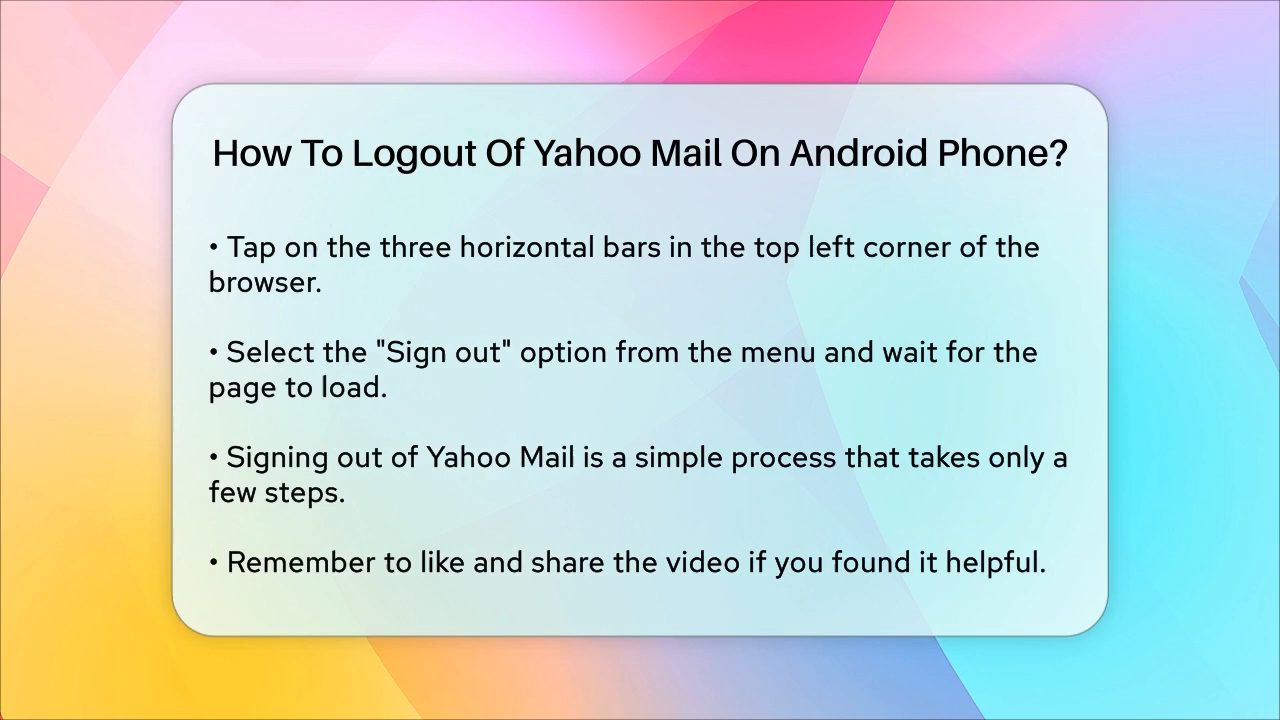 How To Logout Of Yahoo Mail On Android Phone?
• Tap on the three horizontal bars in the top left corner of the
browser.
• Select the "Sign out" option from the menu and wait for the
page to load.
• Signing out of Yahoo Mail is a simple process that takes only a
few steps.
• Remember to like and share the video if you found it helpful.